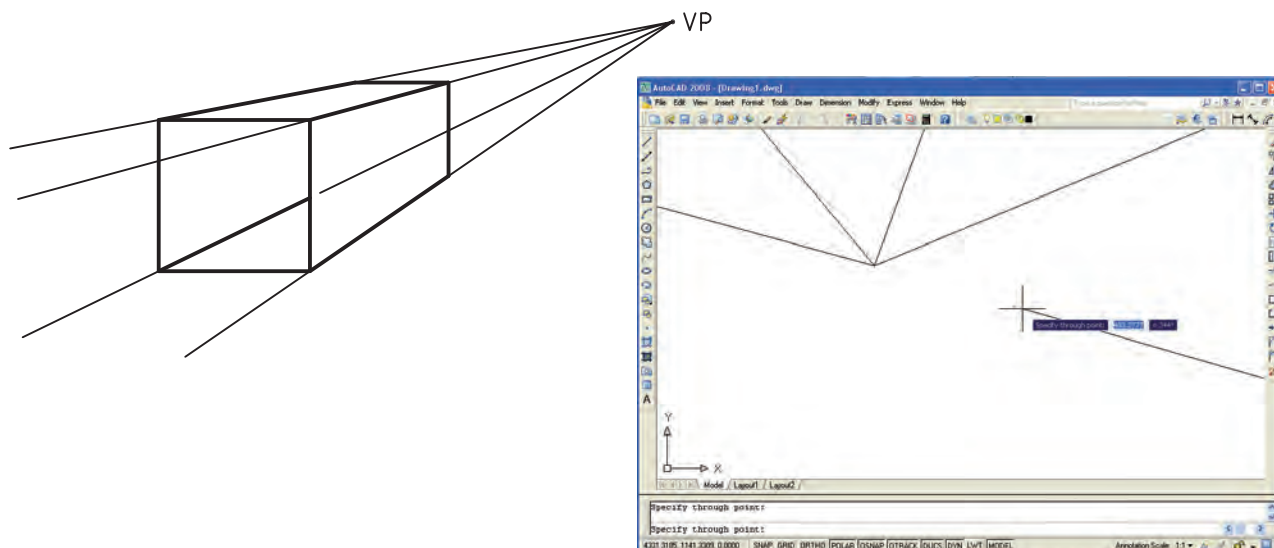 VP
AutoCAD 2008 - [Drawing1.dwg]
File Edit View Insert Format Tools Draw Dimension Modify Express Window Help
A
Specify through point:
Y
X
Model / Layout1 / Layout2 /
Specify through point:
Specify through point:
SNAP GRID ORTHO POLAR OSNAP OTRACK DUCS DYN LWT MODEL Annotation Scale: 1:1